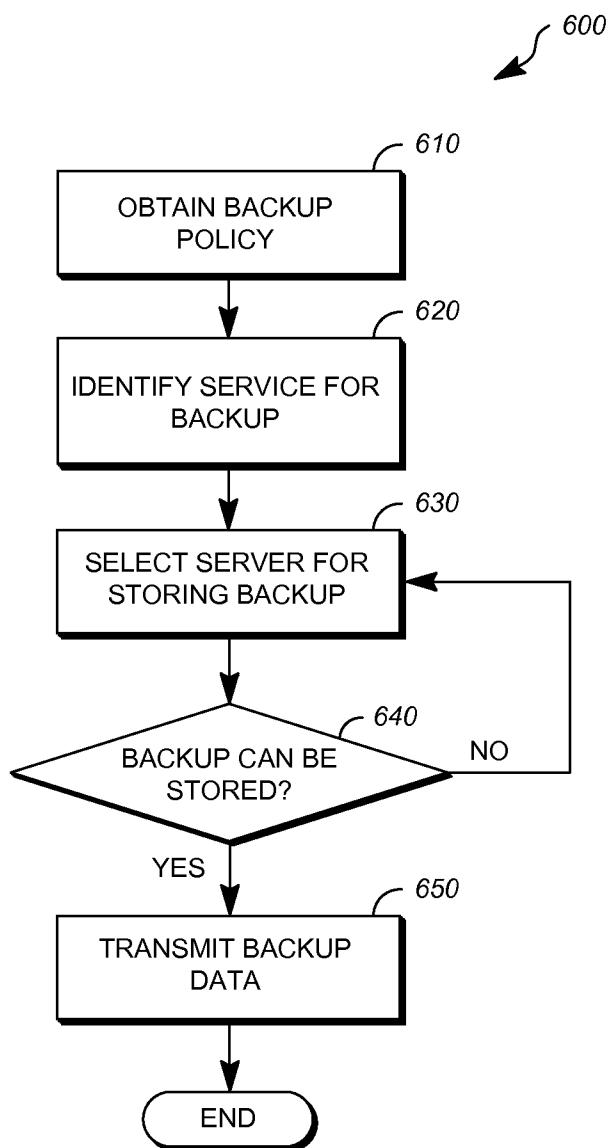 600
610
OBTAIN BACKUP
POLICY
620
IDENTIFY SERVICE FOR
BACKUP
630
SELECT SERVER FOR
STORING BACKUP
640
BACKUP CAN BE
STORED?
NO
YES
650
TRANSMIT BACKUP
DATA
END